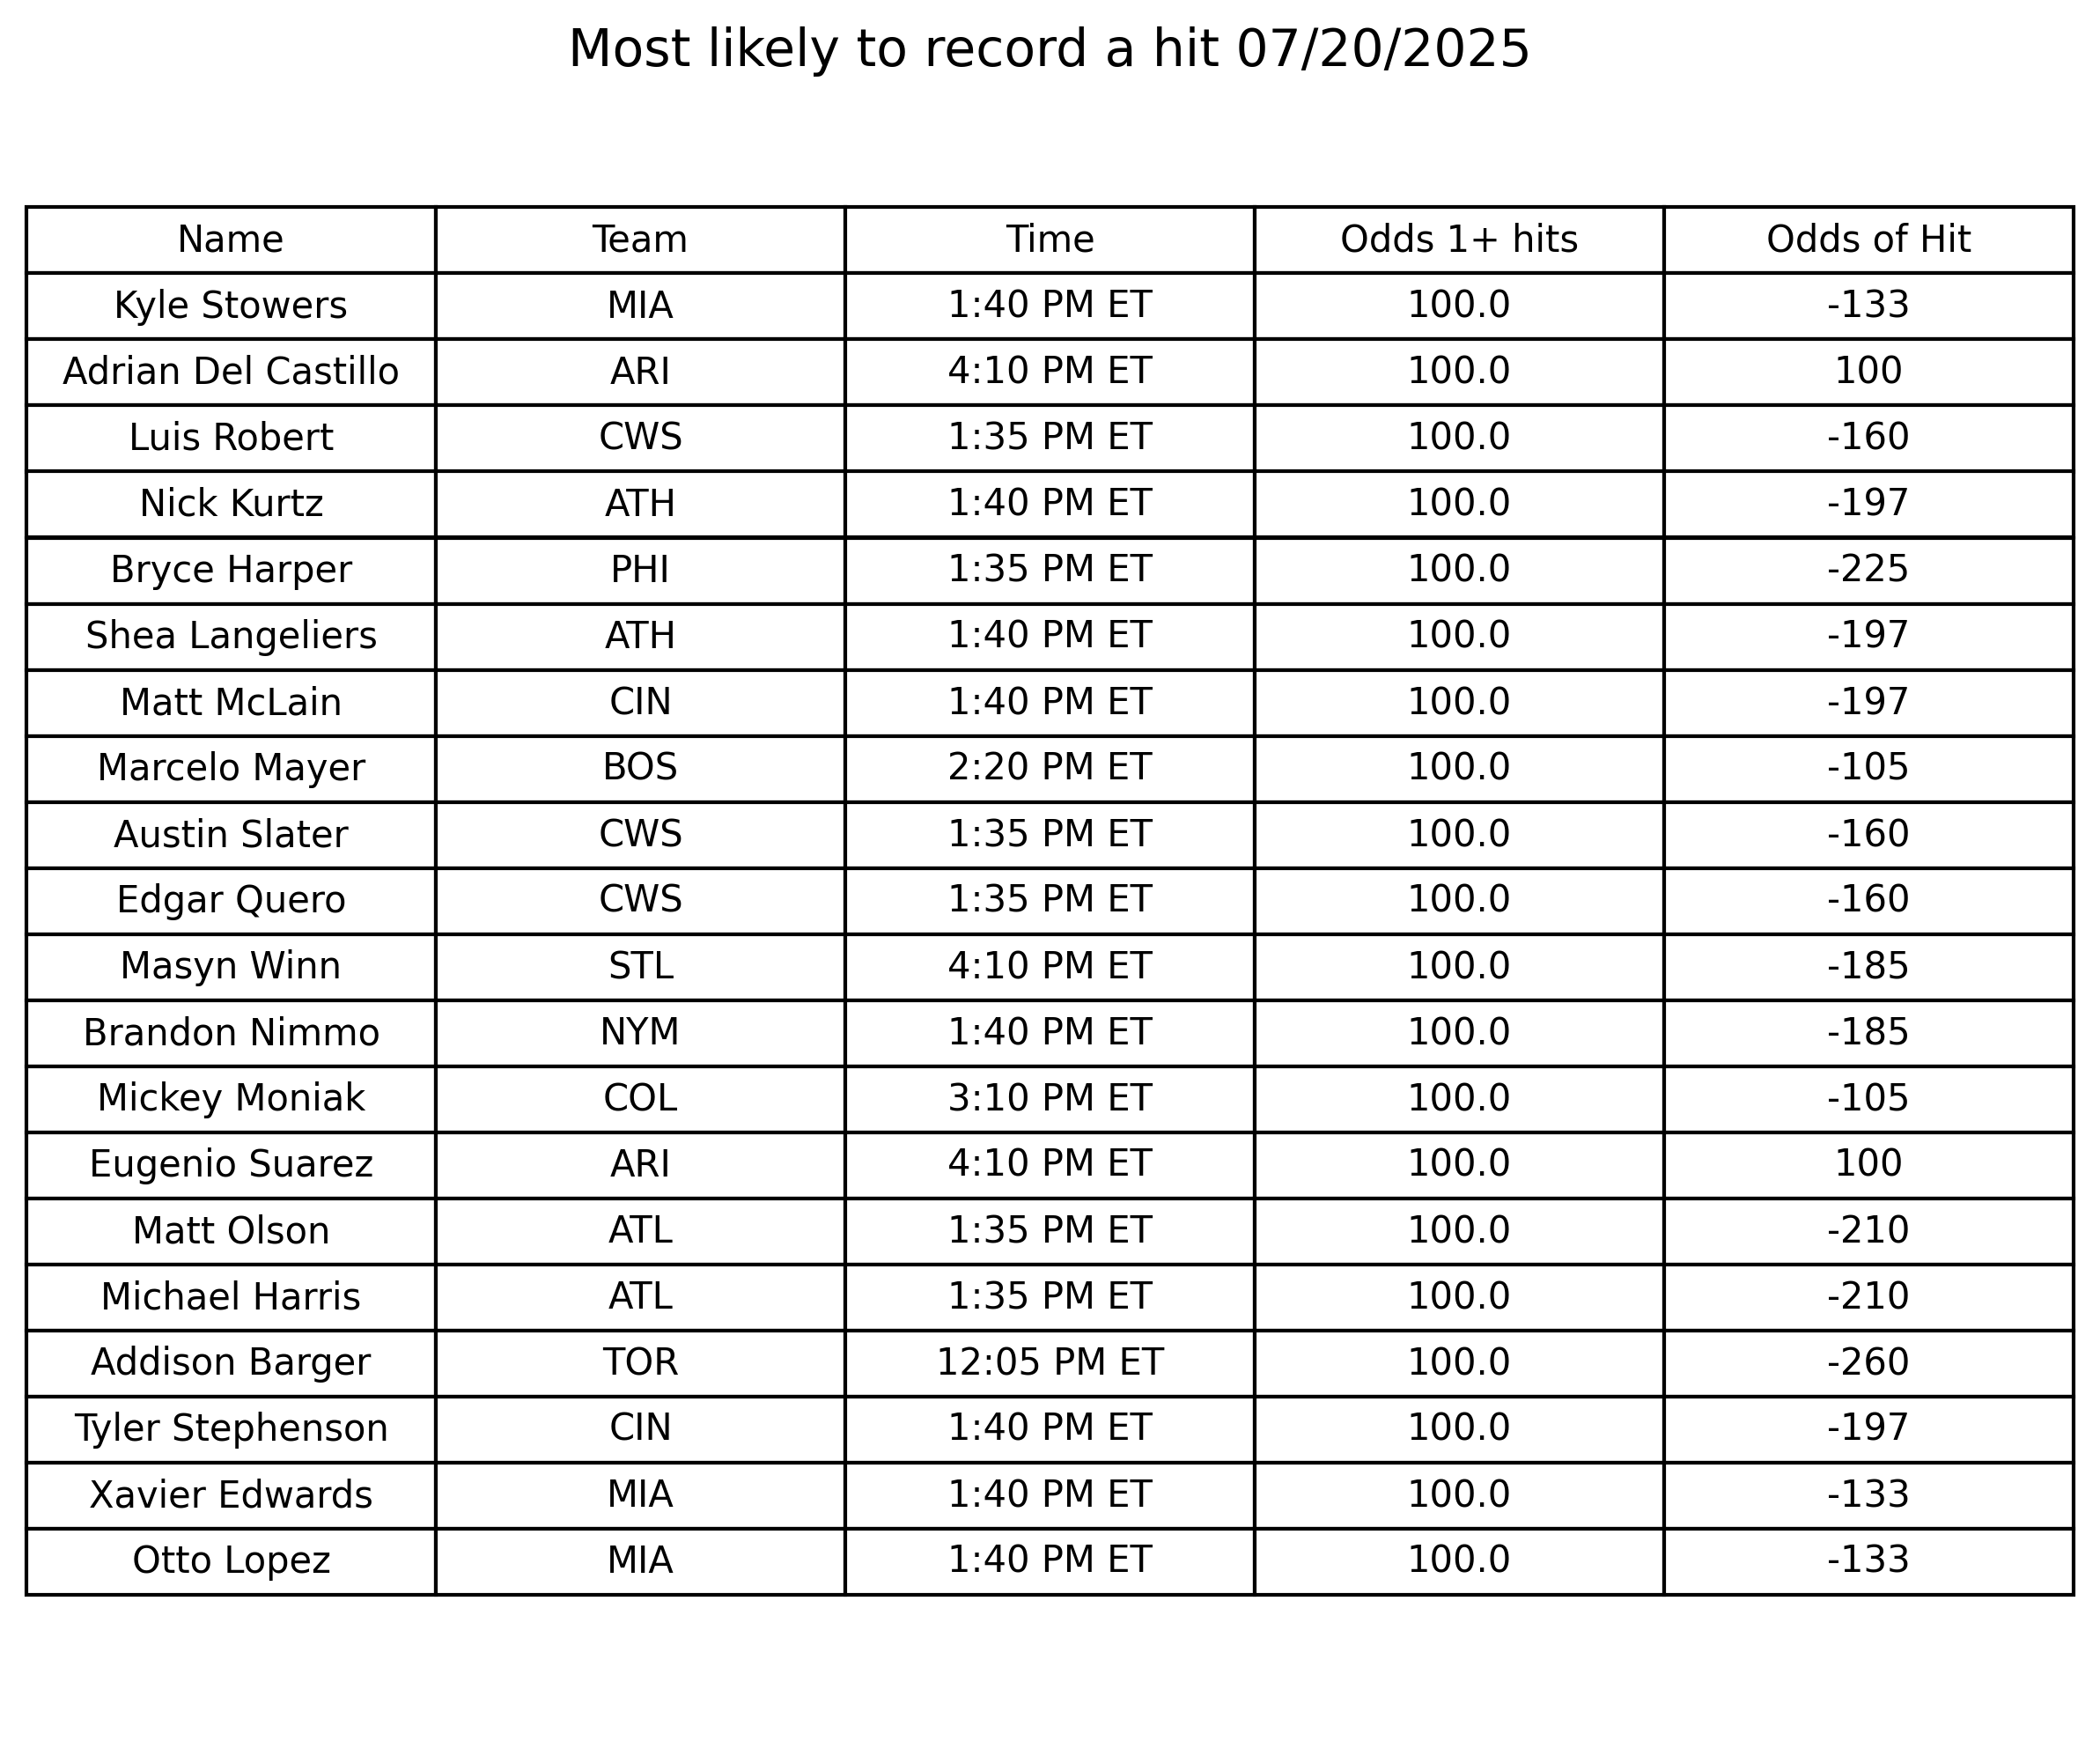 Most likely to record a hit 07/20/2025
Name Team Time Odds 1+ hits Odds of Hit
Kyle Stowers MIA 1:40 PM ET 100.0 -133
Adrian Del Castillo ARI 4:10 PM ET 100.0 100
Luis Robert CWS 1:35 PM ET 100.0 -160
Nick Kurtz ATH 1:40 PM ET 100.0 -197
Bryce Harper PHI 1:35 PM ET 100.0 -225
Shea Langeliers ATH 1:40 PM ET 100.0 -197
Matt McLain CIN 1:40 PM ET 100.0 -197
Marcelo Mayer BOS 2:20 PM ET 100.0 -105
Austin Slater CWS 1:35 PM ET 100.0 -160
Edgar Quero CWS 1:35 PM ET 100.0 -160
Masyn Winn STL 4:10 PM ET 100.0 -185
Brandon Nimmo NYM 1:40 PM ET 100.0 -185
Mickey Moniak COL 3:10 PM ET 100.0 -105
Eugenio Suarez ARI 4:10 PM ET 100.0 100
Matt Olson ATL 1:35 PM ET 100.0 -210
Michael Harris ATL 1:35 PM ET 100.0 -210
Addison Barger TOR 12:05 PM ET 100.0 -260
Tyler Stephenson CIN 1:40 PM ET 100.0 -197
Xavier Edwards MIA 1:40 PM ET 100.0 -133
Otto Lopez MIA 1:40 PM ET 100.0 -133